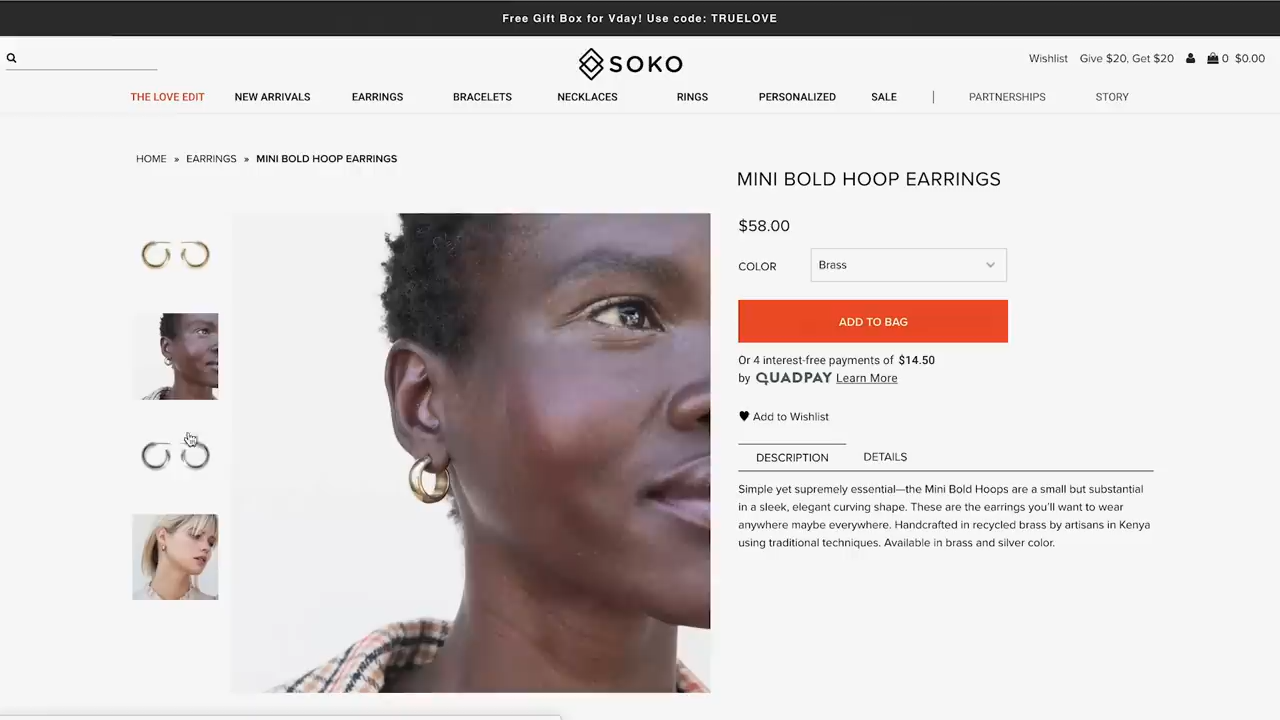 Free Gift Box for Vday! Use code: TRUELOVE
SOKO
Wishlist Give $20, Get $20 0 $0.00
THE LOVE EDIT NEW ARRIVALS EARRINGS BRACELETS NECKLACES RINGS PERSONALIZED SALE | PARTNERSHIPS STORY
HOME » EARRINGS » MINI BOLD HOOP EARRINGS
MINI BOLD HOOP EARRINGS
$58.00
COLOR Brass
ADD TO BAG
Or 4 interest-free payments of $14.50
by QUADPAY Learn More
Add to Wishlist
DESCRIPTION DETAILS
Simple yet supremely essential—the Mini Bold Hoops are a small but substantial
in a sleek, elegant curving shape. These are the earrings you'll want to wear
anywhere maybe everywhere. Handcrafted in recycled brass by artisans in Kenya
using traditional techniques. Available in brass and silver color.